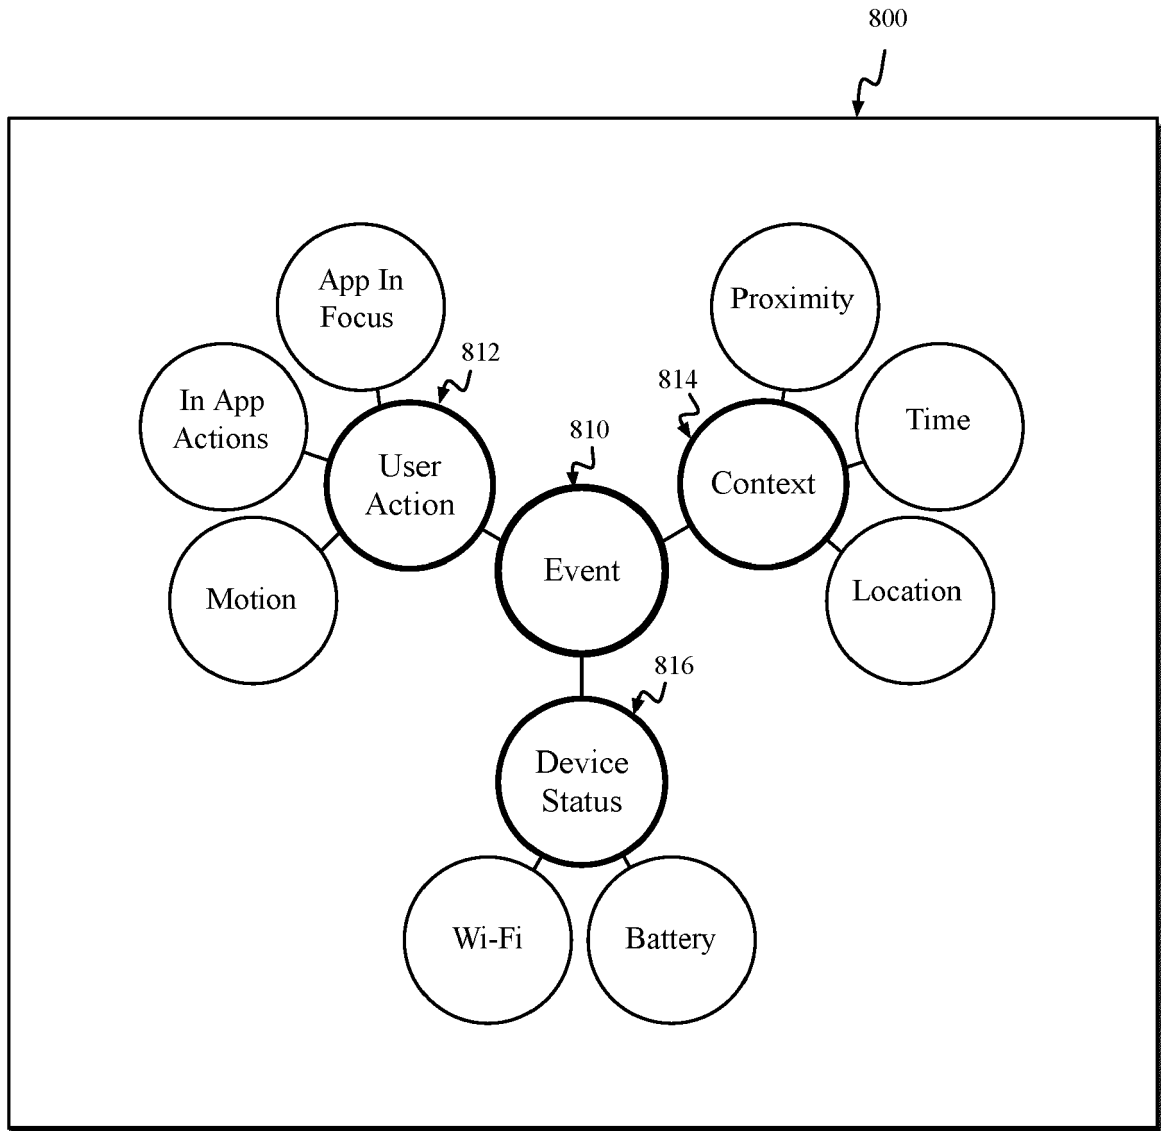 800
App In
Focus
Proximity
812
814
In App
Actions
Time
810
User
Action
Context
Event
Motion
Location
816
Device
Status
Wi-Fi
Battery